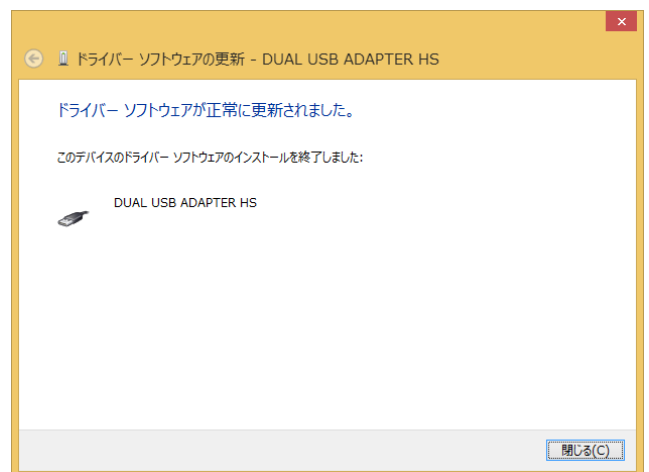 ドライバー ソフトウェアの更新 - DUAL USB ADAPTER HS
ドライバー ソフトウェアが正常に更新されました。
このデバイスのドライバー ソフトウェアのインストールを終了しました:
DUAL USB ADAPTER HS
閉じる(C)